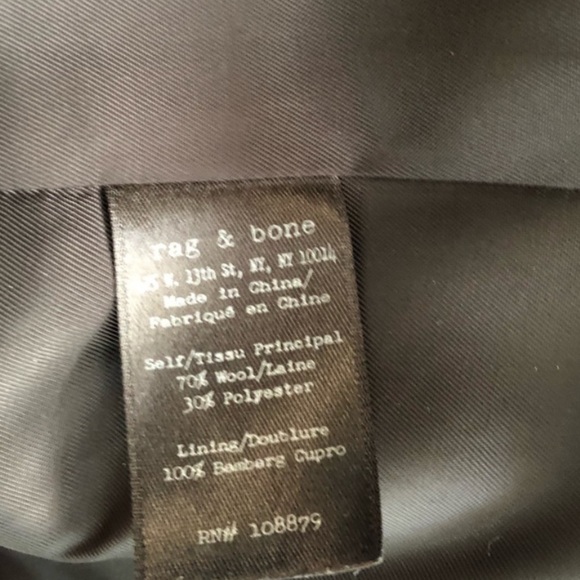 rag & bone
W. 13th St, NY, NY 10014
Made in China/
Fabriqué en Chine
Self/Tissu Principal
70% Wool/Laine
30% Polyester
Lining/Doublure
100% Bemberg Cupro
RN# 108879